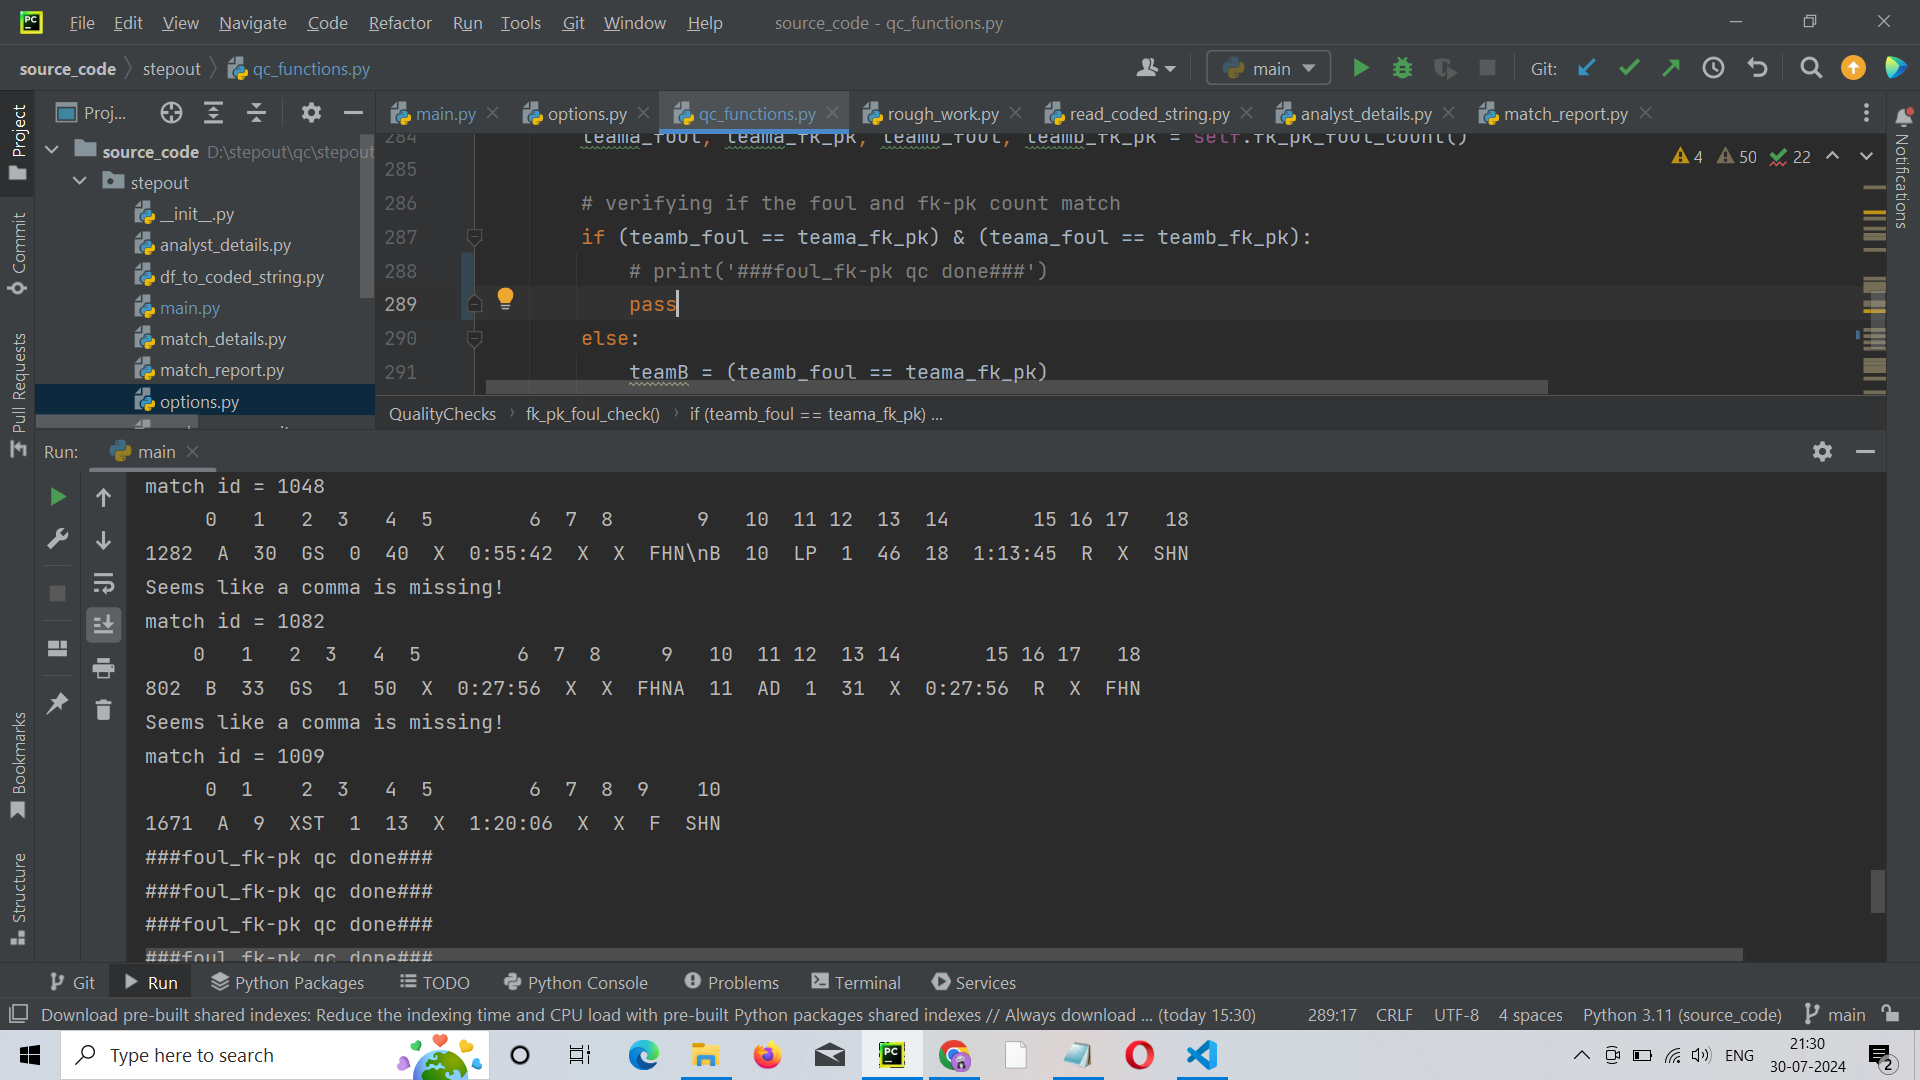 File Edit View Navigate Code Refactor Run Tools Git Window Help source_code - qc_functions.py
source_code stepout qc_functions.py main Git:
Project
Proj...
main.py options.py qc_functions.py rough_work.py read_coded_string.py analyst_details.py match_report.py
source_code D:\stepout\qc\stepout
stepout
__init__.py
analyst_details.py
df_to_coded_string.py
main.py
match_details.py
match_report.py
options.py
284 teama_foul, teama_fk_pk, teamb_foul, teamb_fk_pk = self.fk_pk_foul_count()
285
286 # verifying if the foul and fk-pk count match
287 if (teamb_foul == teama_fk_pk) & (teama_foul == teamb_fk_pk):
288 # print('###foul_fk-pk qc done###')
289 pass
290 else:
291 teamB = (teamb_foul == teama_fk_pk)
4 50 22
QualityChecks fk_pk_foul_check() if (teamb_foul == teama_fk_pk) ...
Notifications
Commit
Pull Requests
Bookmarks
Structure
Run: main
match id = 1048
0 1 2 3 4 5 6 7 8 9 10 11 12 13 14 15 16 17 18
1282 A 30 GS 0 40 X 0:55:42 X X FHN\nB 10 LP 1 46 18 1:13:45 R X SHN
Seems like a comma is missing!
match id = 1082
0 1 2 3 4 5 6 7 8 9 10 11 12 13 14 15 16 17 18
802 B 33 GS 1 50 X 0:27:56 X X FHNA 11 AD 1 31 X 0:27:56 R X FHN
Seems like a comma is missing!
match id = 1009
0 1 2 3 4 5 6 7 8 9 10
1671 A 9 XST 1 13 X 1:20:06 X X F SHN
###foul_fk-pk qc done###
###foul_fk-pk qc done###
###foul_fk-pk qc done###
###foul_fk-pk qc done###
Git Run Python Packages TODO Python Console Problems Terminal Services
Download pre-built shared indexes: Reduce the indexing time and CPU load with pre-built Python packages shared indexes // Always download ... (today 15:30) 289:17 CRLF UTF-8 4 spaces Python 3.11 (source_code) main
Type here to search
PC
ENG
21:30
30-07-2024
2